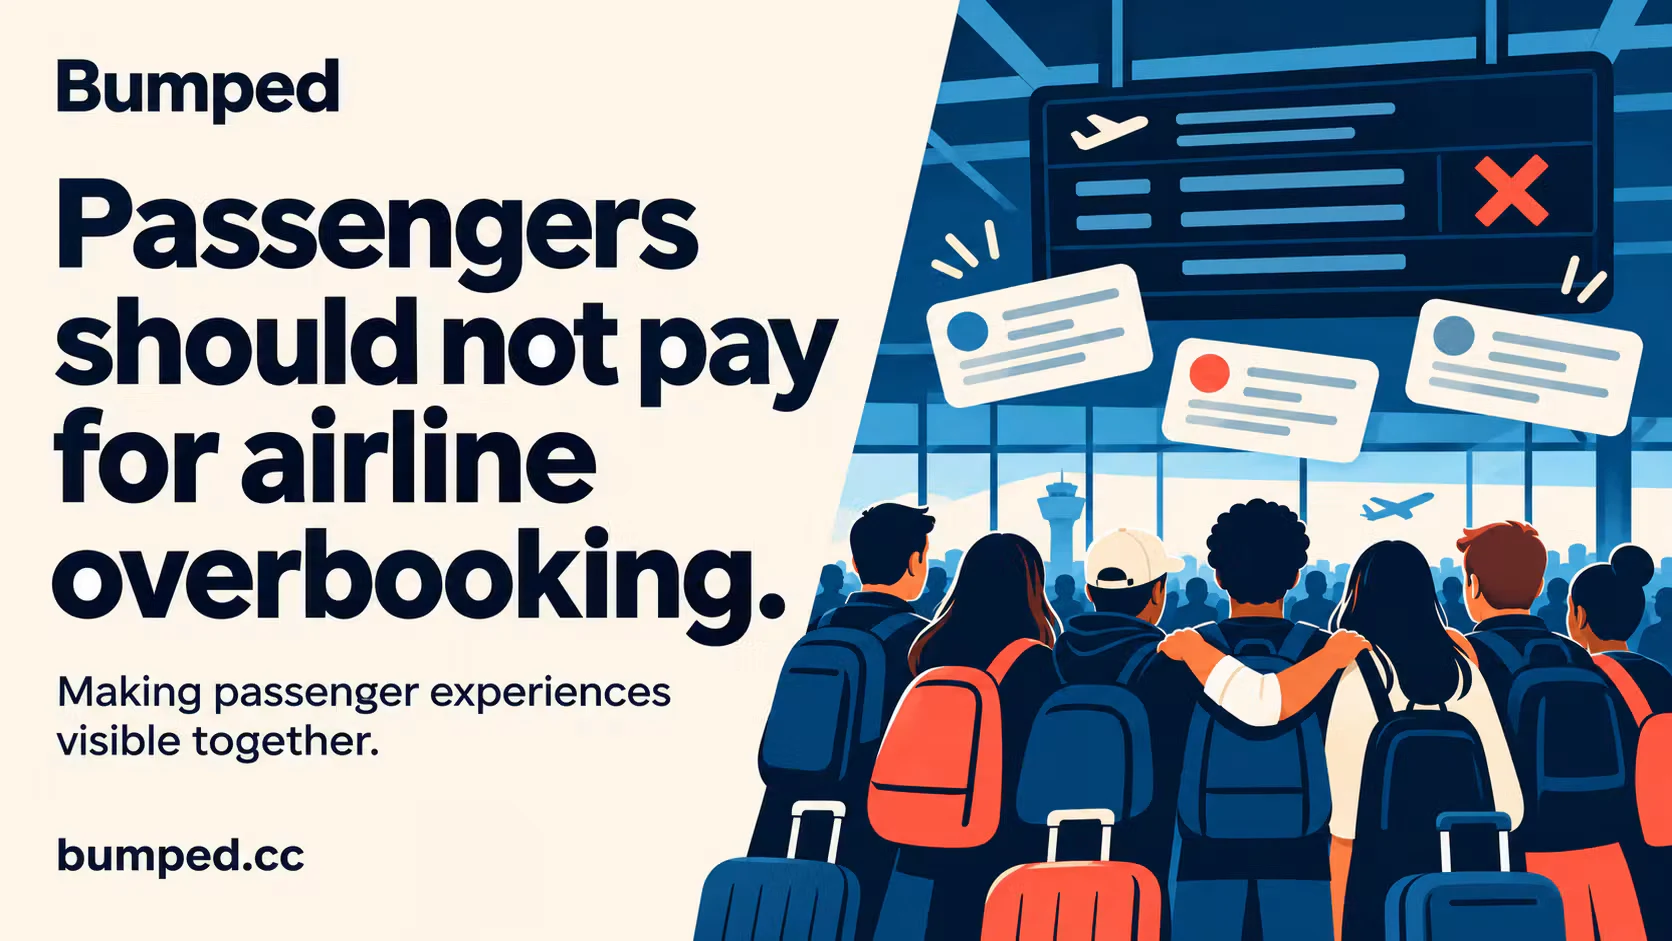 Bumped
Passengers
should not pay
for airline
overbooking.
Making passenger experiences
visible together.
bumped.cc